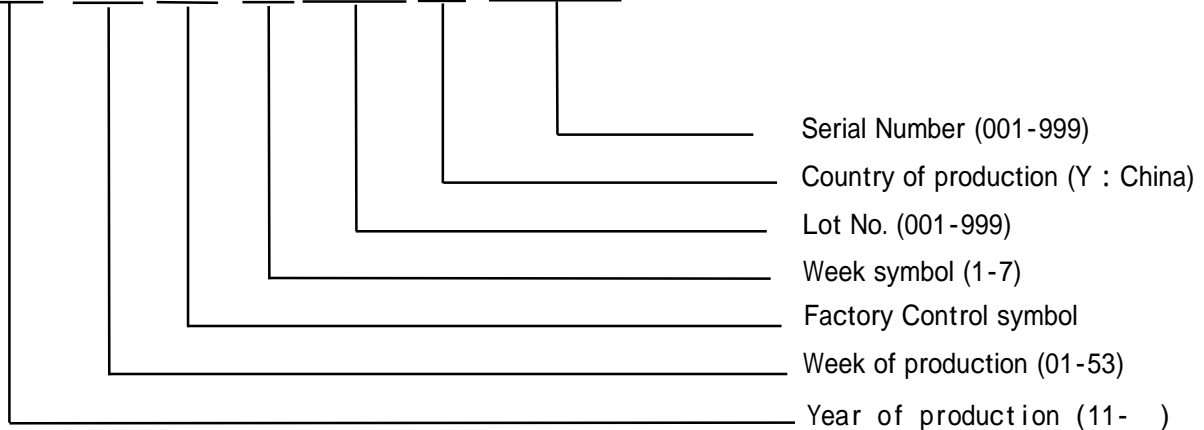 Serial Number (001-999)
Country of production (Y : China)
Lot No. (001-999)
Week symbol (1-7)
Factory Control symbol
Week of production (01-53)
Year of production (11- )